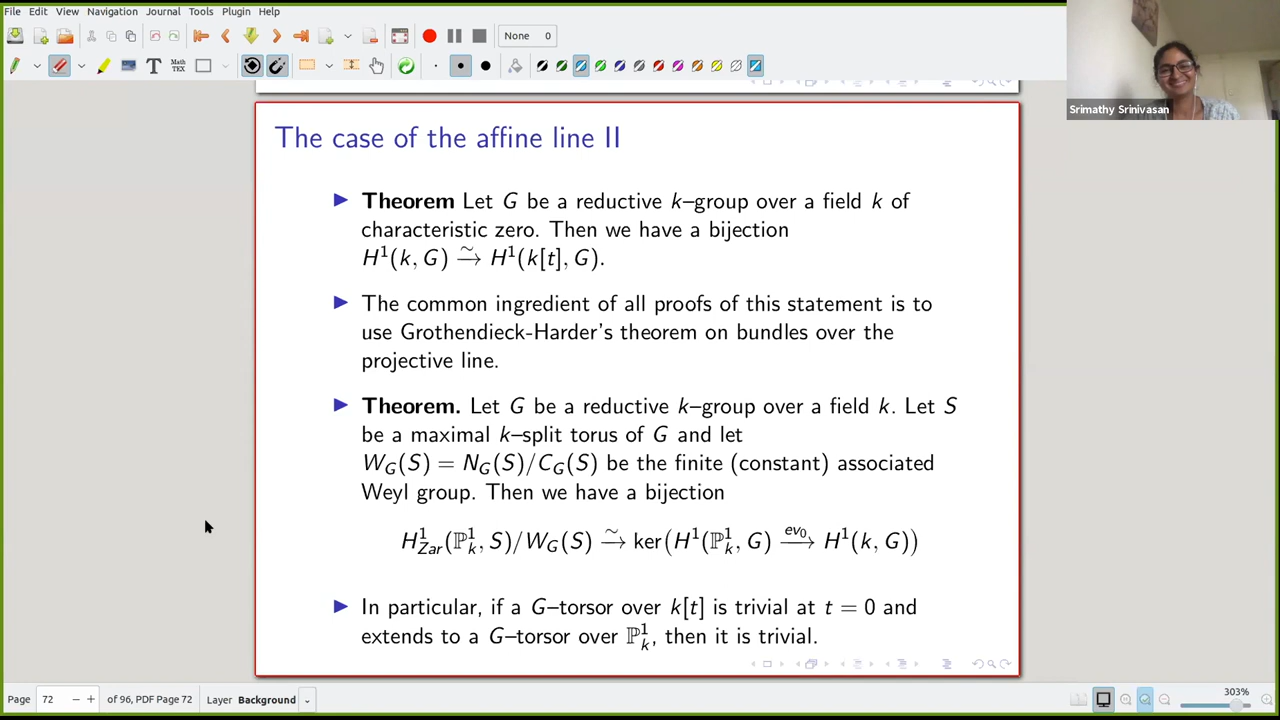 File Edit View Navigation Journal Tools Plugin Help
None 0
T Math TEX
Srimathy Srinivasan
The case of the affine line II
▶ Theorem Let G be a reductive k–group over a field k of
characteristic zero. Then we have a bijection
H¹(k, G) ⥲ H¹(k[t], G).
▶ The common ingredient of all proofs of this statement is to
use Grothendieck-Harder's theorem on bundles over the
projective line.
▶ Theorem. Let G be a reductive k–group over a field k. Let S
be a maximal k–split torus of G and let
W_G(S) = N_G(S)/C_G(S) be the finite (constant) associated
Weyl group. Then we have a bijection
H¹_Zar(ℙ¹_k, S)/W_G(S) ⥲ ker(H¹(ℙ¹_k, G) —ev₀→ H¹(k, G))
▶ In particular, if a G–torsor over k[t] is trivial at t = 0 and
extends to a G–torsor over ℙ¹_k, then it is trivial.
Page 72 − + of 96, PDF Page 72 Layer Background 303%